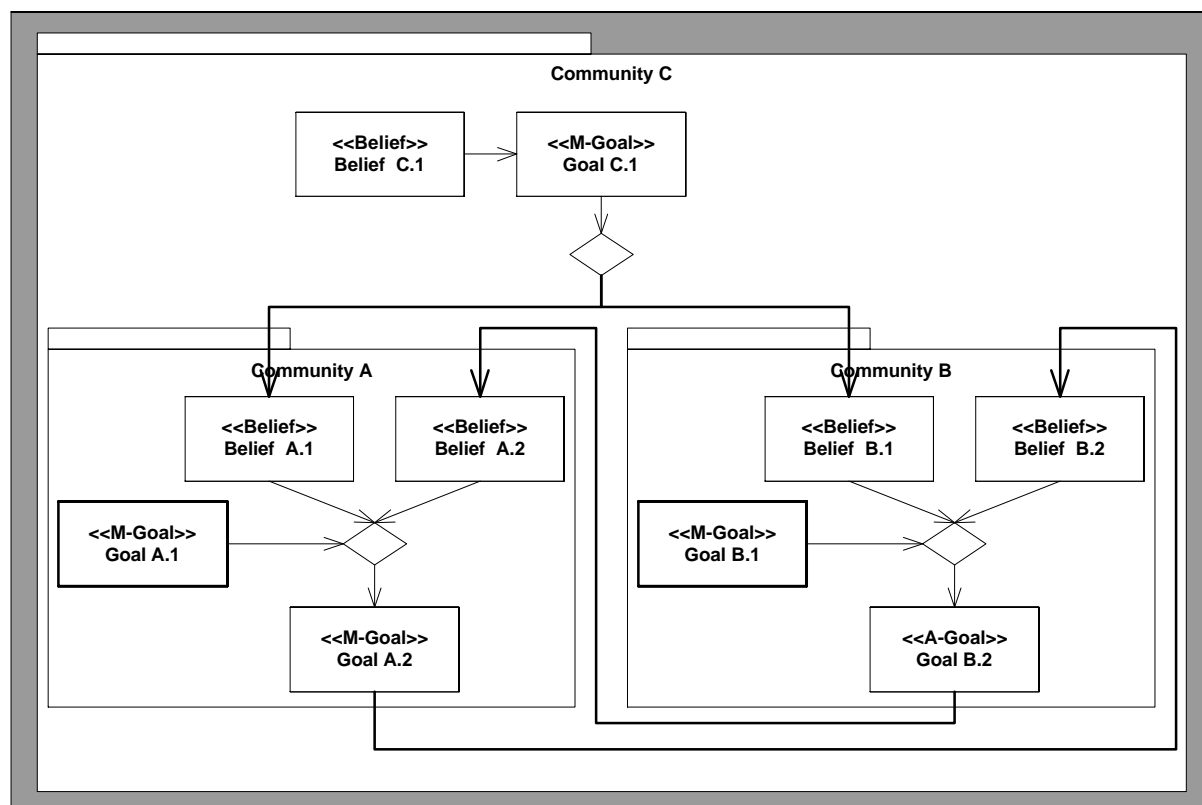 Community C
<<Belief>>
Belief C.1
<<M-Goal>>
Goal C.1
Community A
<<Belief>>
Belief A.1
<<Belief>>
Belief A.2
<<M-Goal>>
Goal A.1
<<M-Goal>>
Goal A.2
Community B
<<Belief>>
Belief B.1
<<Belief>>
Belief B.2
<<M-Goal>>
Goal B.1
<<A-Goal>>
Goal B.2